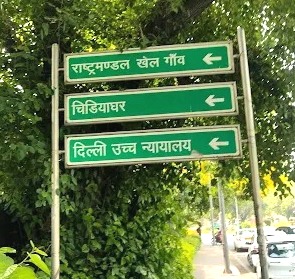 राष्ट्रमण्डल खेल गाँव
चिडियाघर
दिल्ली उच्च न्यायालय